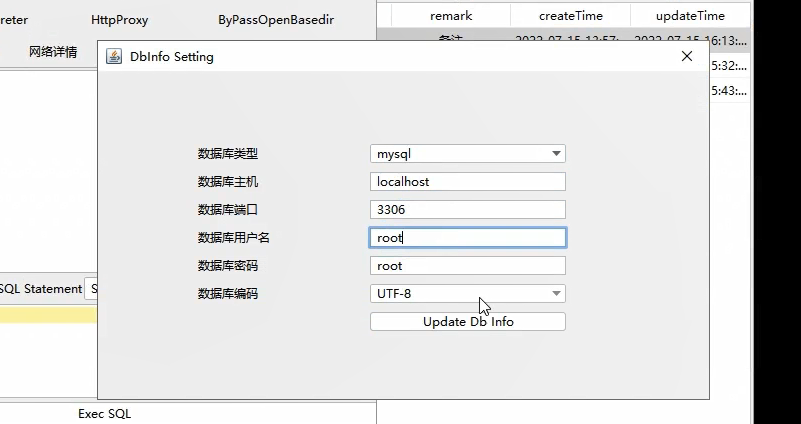 reter HttpProxy ByPassOpenBasedir
网络详情
remark createTime updateTime
备注 2022-07-15 12:57: 2022-07-15 16:13:...
5:32:...
5:43:...
DbInfo Setting
数据库类型 mysql
数据库主机 localhost
数据库端口 3306
数据库用户名 root
数据库密码 root
数据库编码 UTF-8
Update Db Info
SQL Statement S
Exec SQL